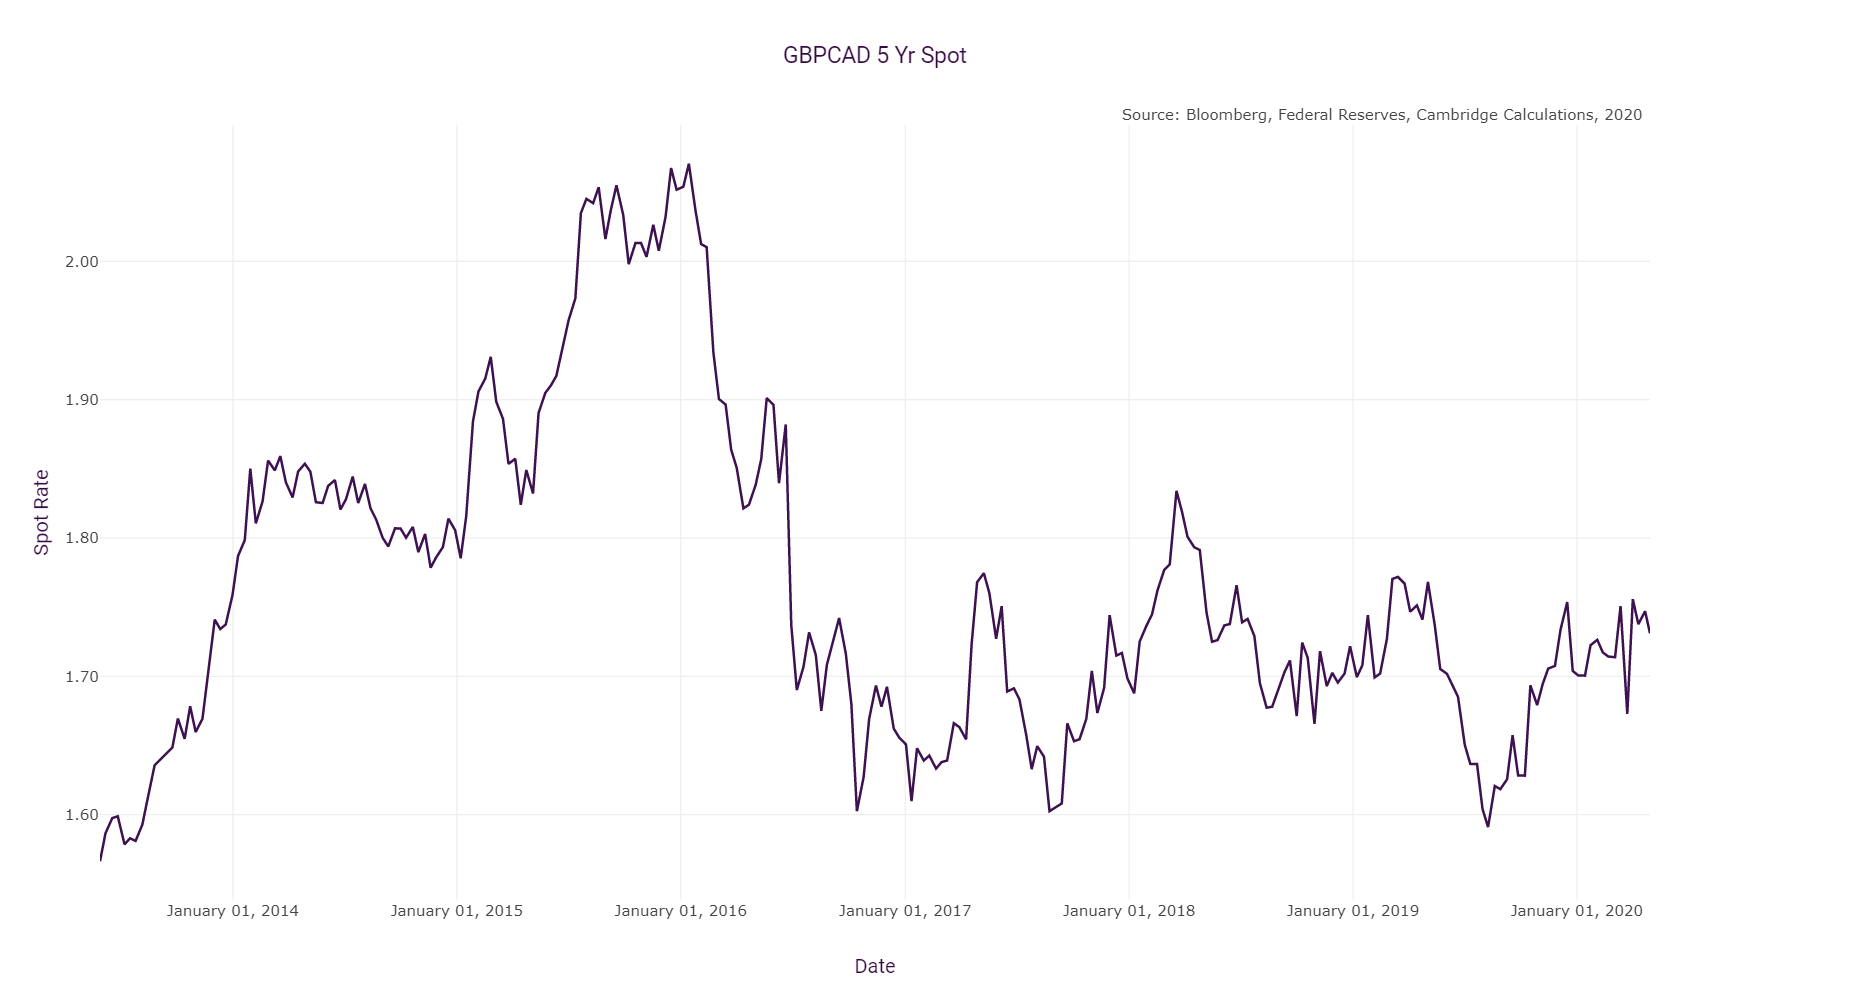 GBPCAD 5 Yr Spot
Source: Bloomberg, Federal Reserves, Cambridge Calculations, 2020
2.00
1.90
1.80
1.70
1.60
Spot Rate
January 01, 2014
January 01, 2015
January 01, 2016
January 01, 2017
January 01, 2018
January 01, 2019
January 01, 2020
Date